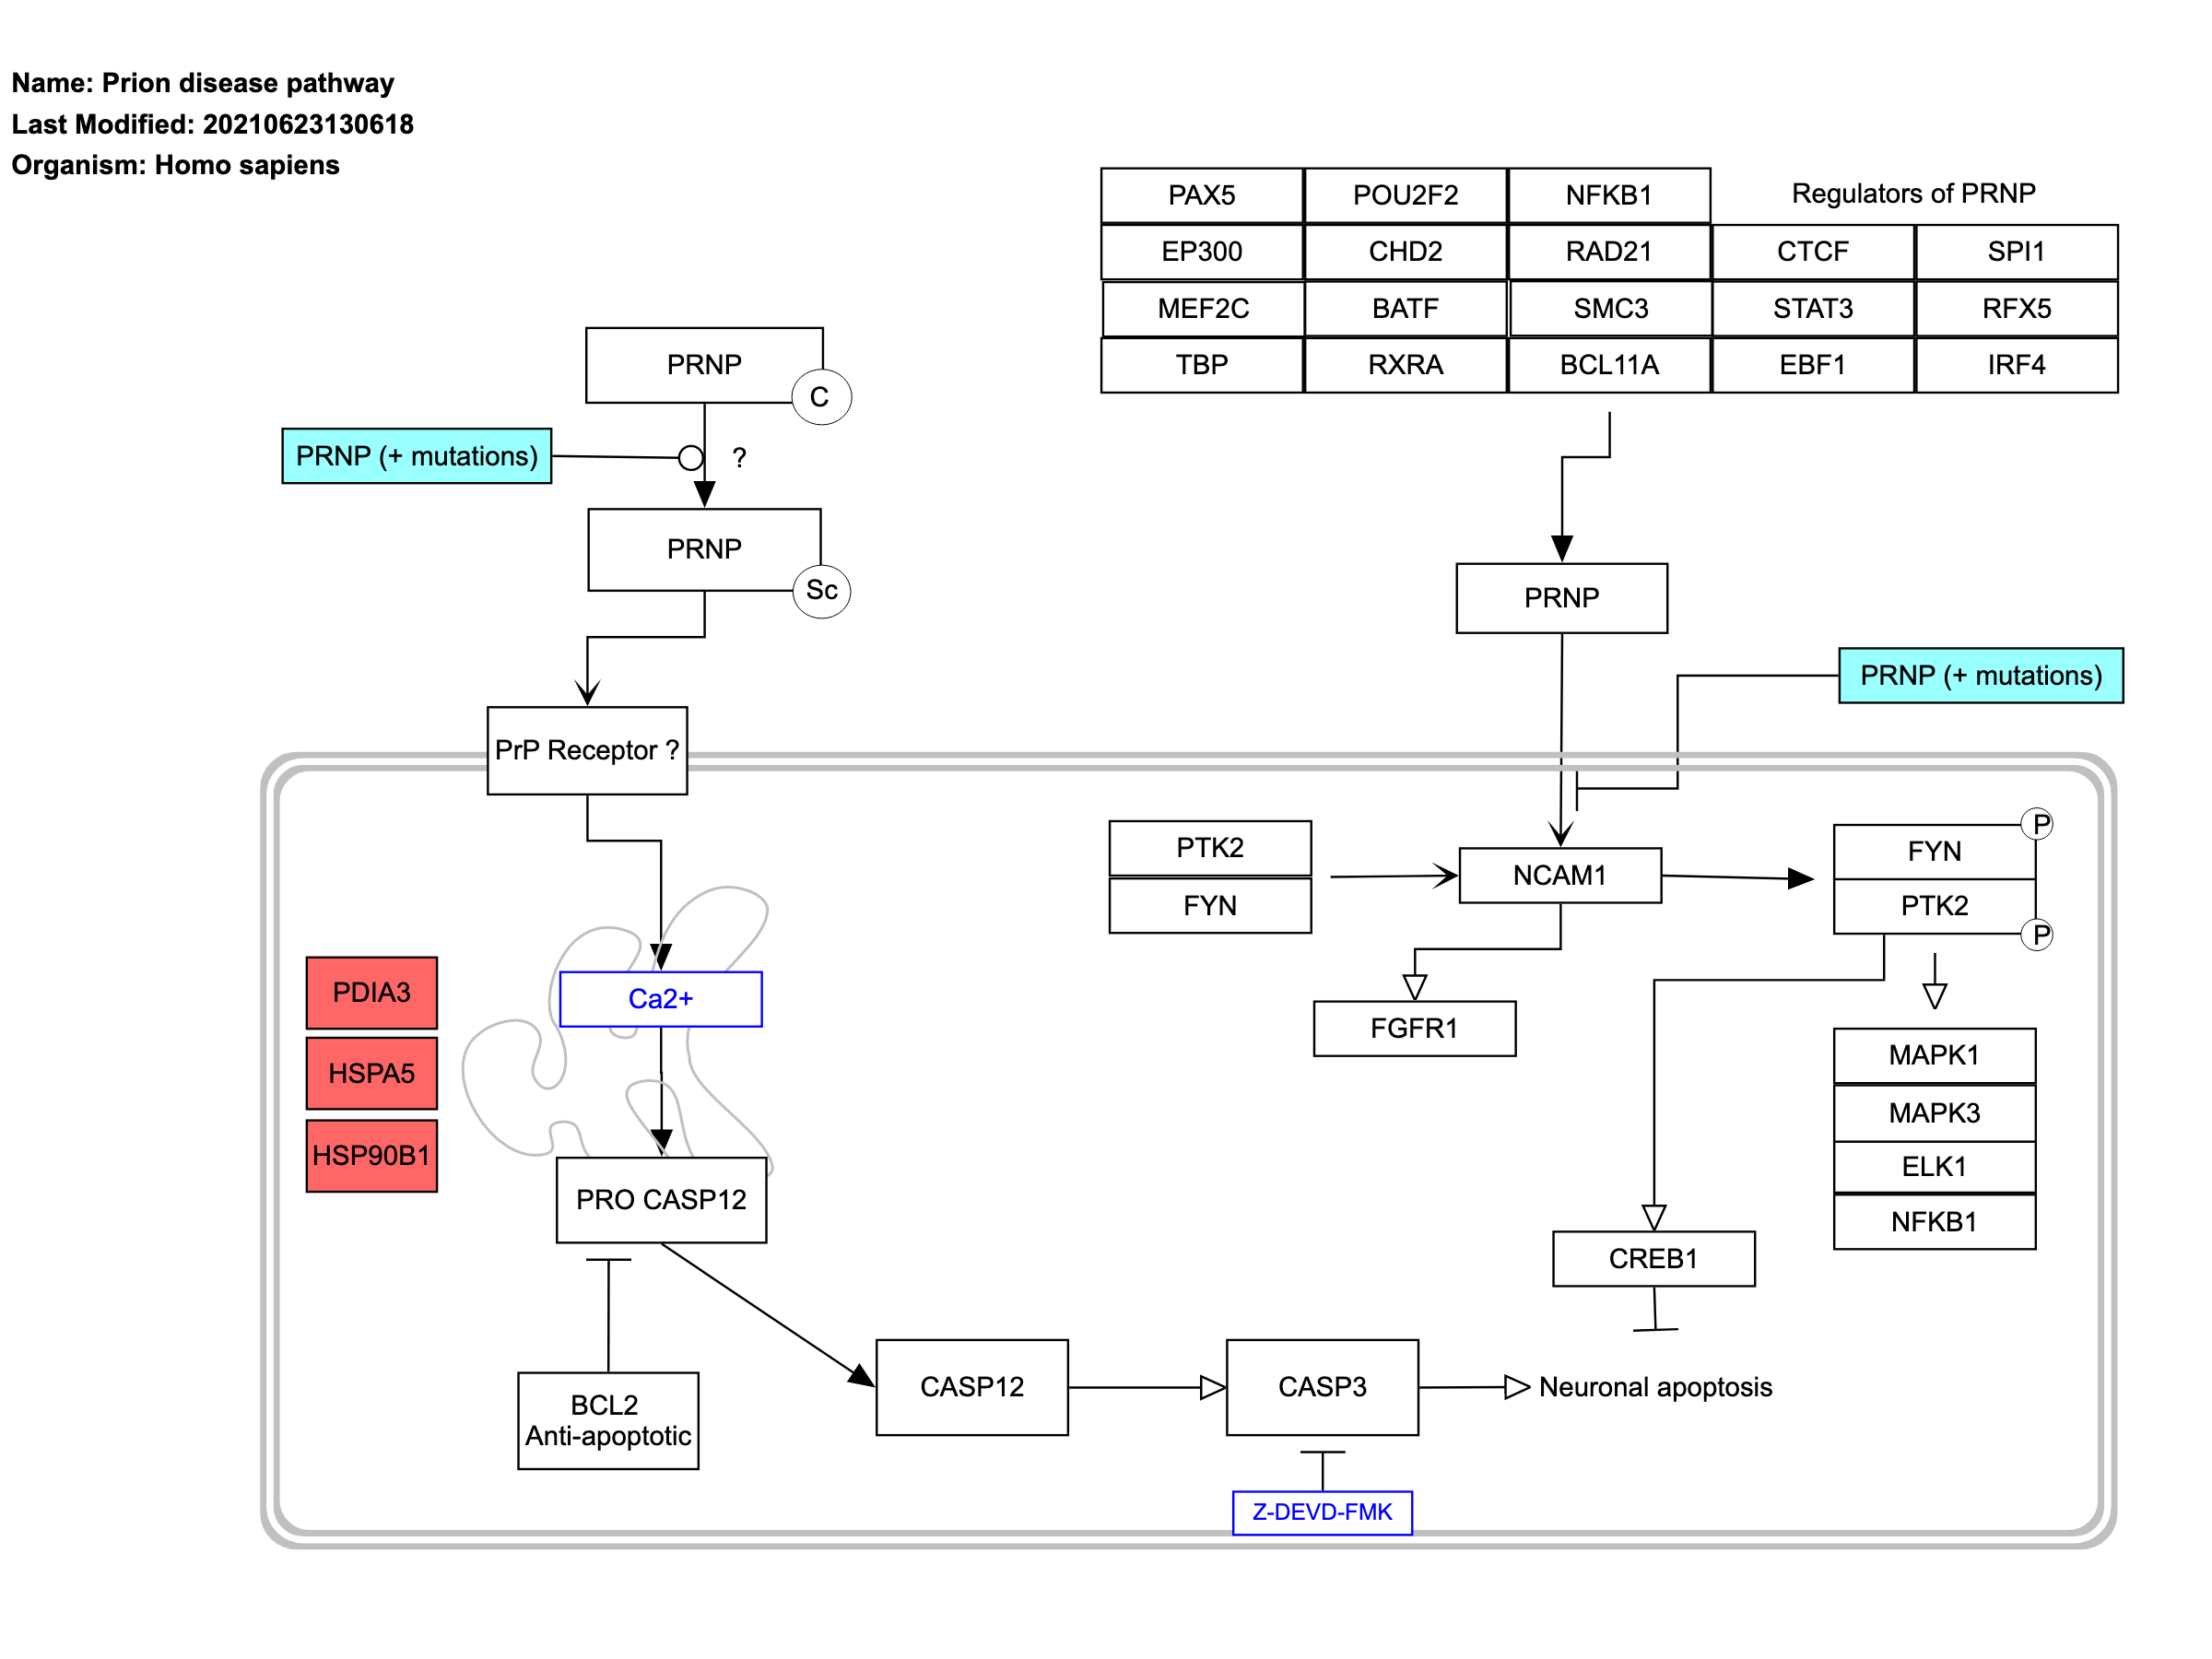 Name: Prion disease pathway
Last Modified: 20210623130618
Organism: Homo sapiens
PAX5
POU2F2
NFKB1
Regulators of PRNP
EP300
CHD2
RAD21
CTCF
SPI1
MEF2C
BATF
SMC3
STAT3
RFX5
TBP
RXRA
BCL11A
EBF1
IRF4
PRNP
C
PRNP (+ mutations)
?
PRNP
Sc
PrP Receptor ?
PRNP
PRNP (+ mutations)
PTK2
FYN
NCAM1
FYN
P
PTK2
P
FGFR1
MAPK1
MAPK3
ELK1
NFKB1
CREB1
PDIA3
HSPA5
HSP90B1
Ca2+
PRO CASP12
BCL2
Anti-apoptotic
CASP12
CASP3
Neuronal apoptosis
Z-DEVD-FMK